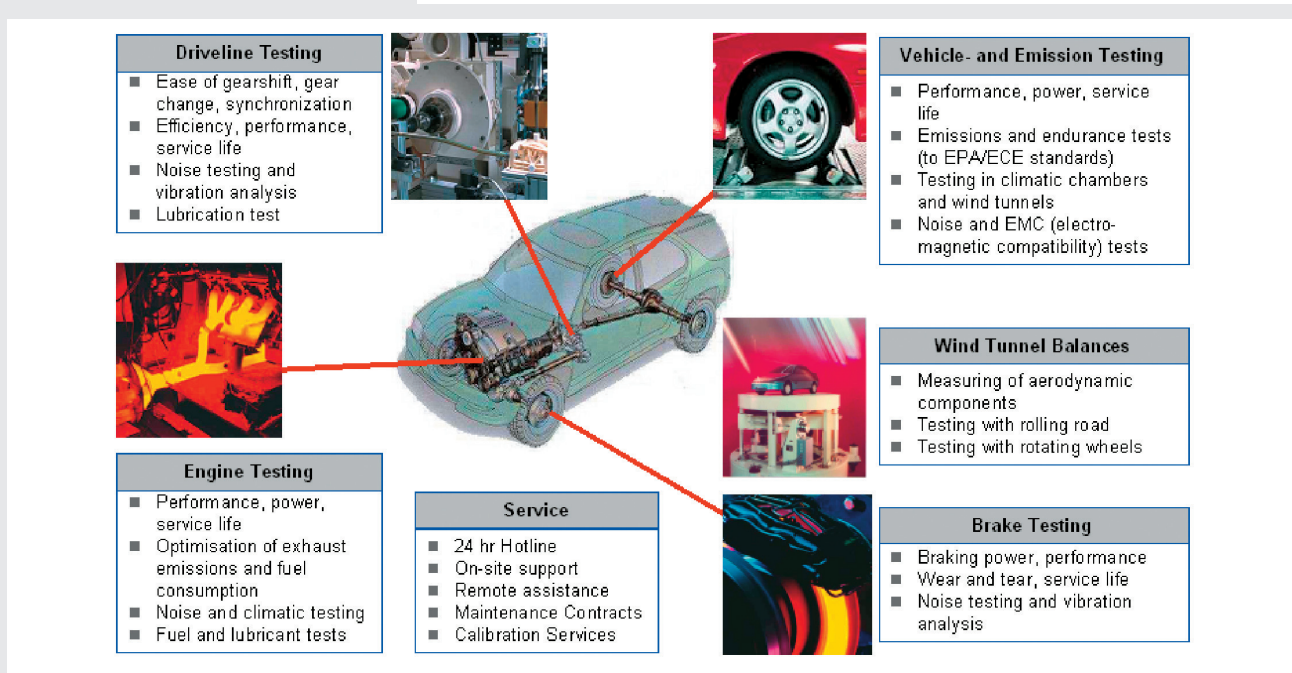 Driveline Testing
Ease of gearshift, gear
change, synchronization
Efficiency, performance,
service life
Noise testing and
vibration analysis
Lubrication test
Vehicle- and Emission Testing
Performance, power, service
life
Emissions and endurance tests
(to EPA/ECE standards)
Testing in climatic chambers
and wind tunnels
Noise and EMC (electro-
magnetic compatibility) tests
Wind Tunnel Balances
Measuring of aerodynamic
components
Testing with rolling road
Testing with rotating wheels
Engine Testing
Performance, power,
service life
Optimisation of exhaust
emissions and fuel
consumption
Noise and climatic testing
Fuel and lubricant tests
Service
24 hr Hotline
On-site support
Remote assistance
Maintenance Contracts
Calibration Services
Brake Testing
Braking power, performance
Wear and tear, service life
Noise testing and vibration
analysis